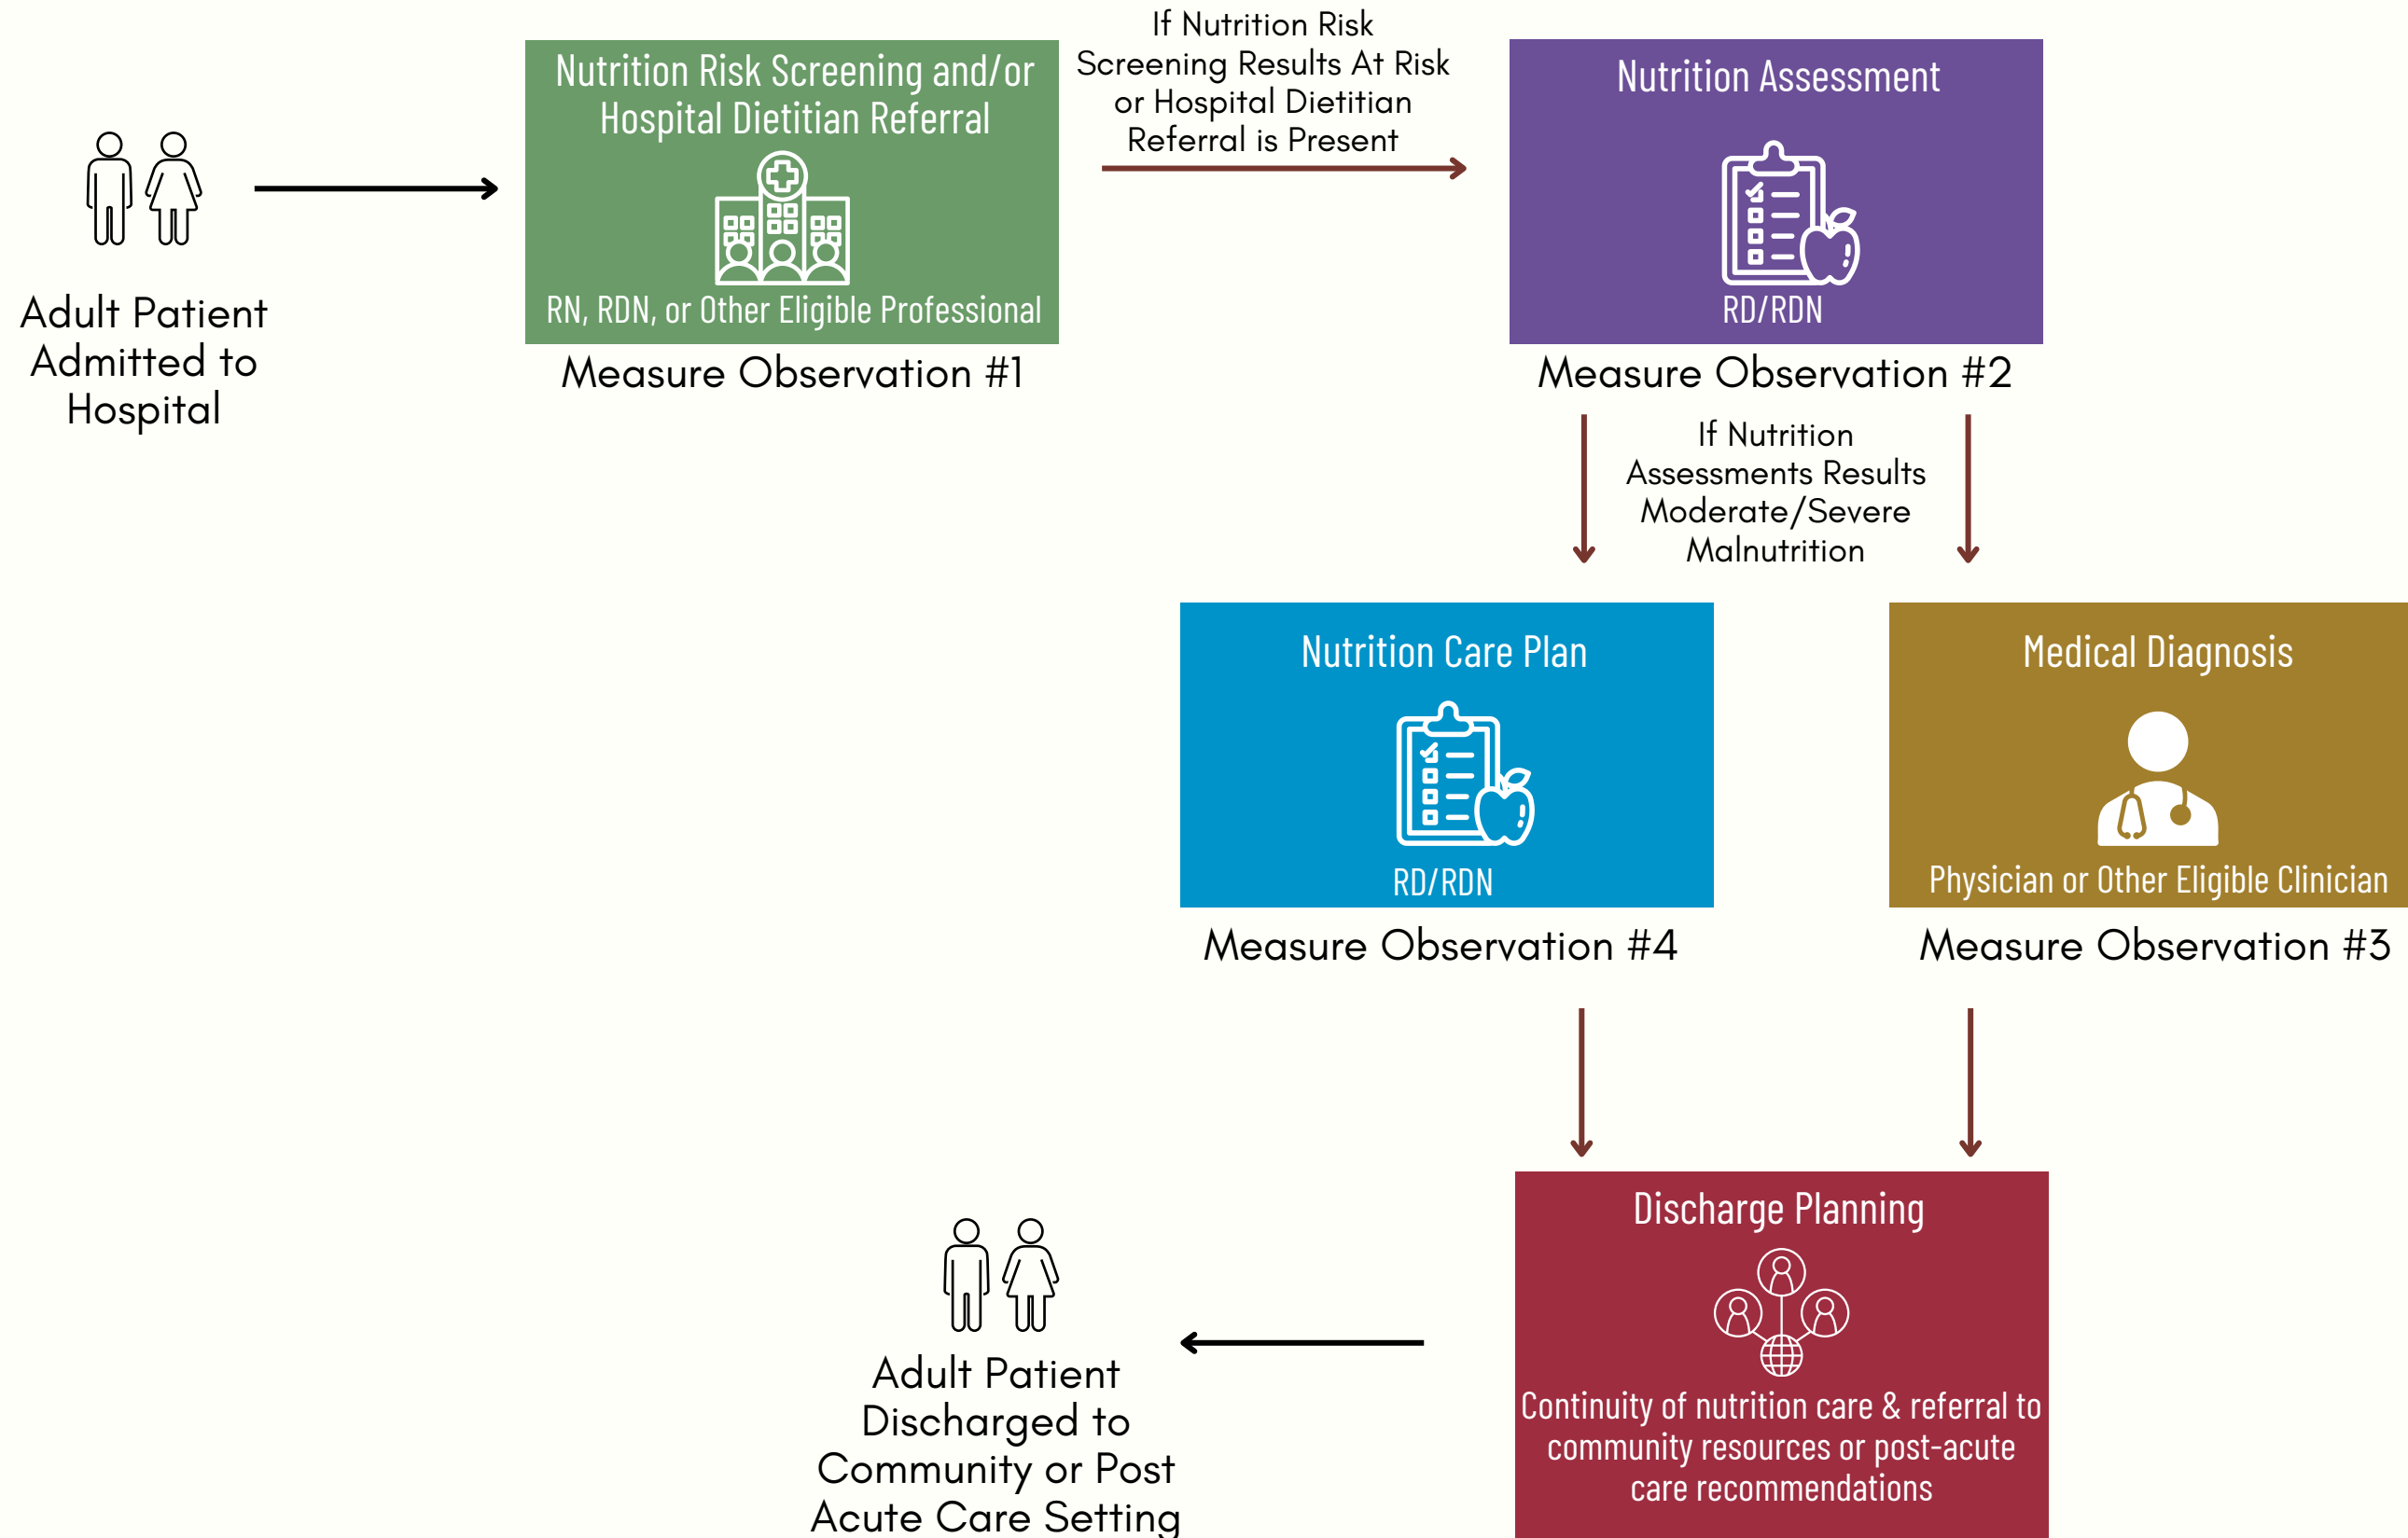 Adult Patient
Admitted to
Hospital
Nutrition Risk Screening and/or
Hospital Dietitian Referral
RN, RDN, or Other Eligible Professional
Measure Observation #1
If Nutrition Risk
Screening Results At Risk
or Hospital Dietitian
Referral is Present
Nutrition Assessment
RD/RDN
Measure Observation #2
If Nutrition
Assessments Results
Moderate/Severe
Malnutrition
Nutrition Care Plan
RD/RDN
Measure Observation #4
Medical Diagnosis
Physician or Other Eligible Clinician
Measure Observation #3
Discharge Planning
Continuity of nutrition care & referral to
community resources or post-acute
care recommendations
Adult Patient
Discharged to
Community or Post
Acute Care Setting